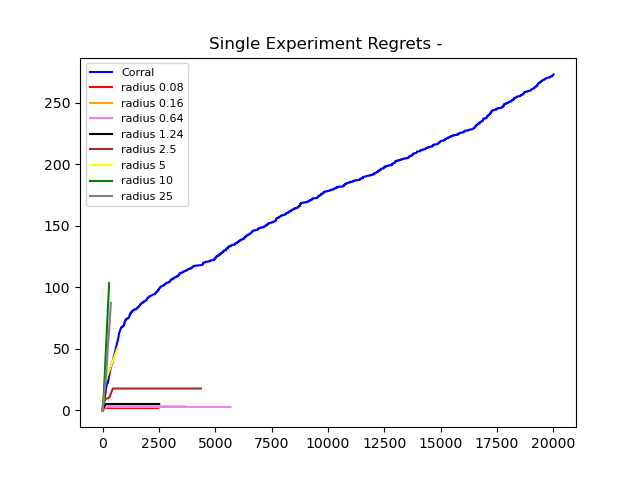 Single Experiment Regrets -
Corral
radius 0.08
radius 0.16
radius 0.64
radius 1.24
radius 2.5
radius 5
radius 10
radius 25
250
200
150
100
50
0
0 2500 5000 7500 10000 12500 15000 17500 20000